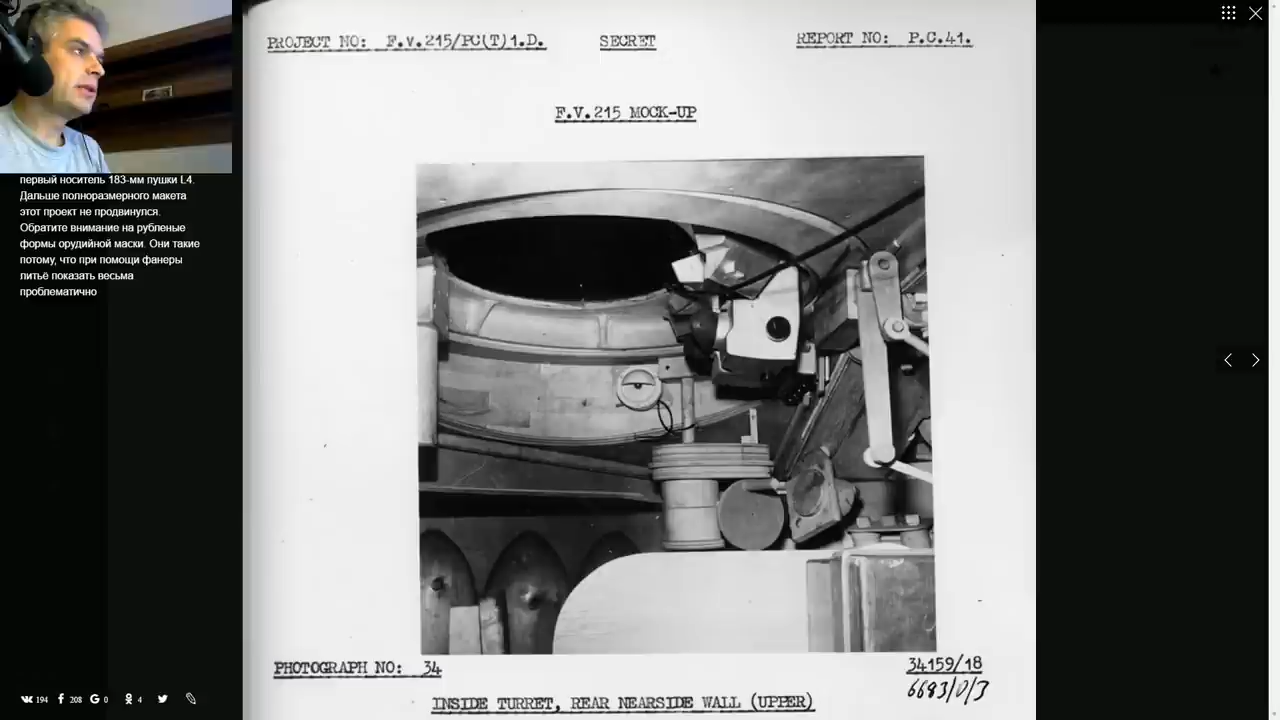 PROJECT NO: F.V.215/PC(T)1.D.
SECRET
REPORT NO: P.C.41.
F.V.215 MOCK-UP
первый носитель 183-мм пушки L4.
Дальше полноразмерного макета
этот проект не продвинулся.
Обратите внимание на рубленые
формы орудийной маски. Они такие
потому, что при помощи фанеры
литьё показать весьма
проблематично
PHOTOGRAPH NO: 34
34159/18
6683/0/3
INSIDE TURRET, REAR NEARSIDE WALL (UPPER)
194
208
0
4